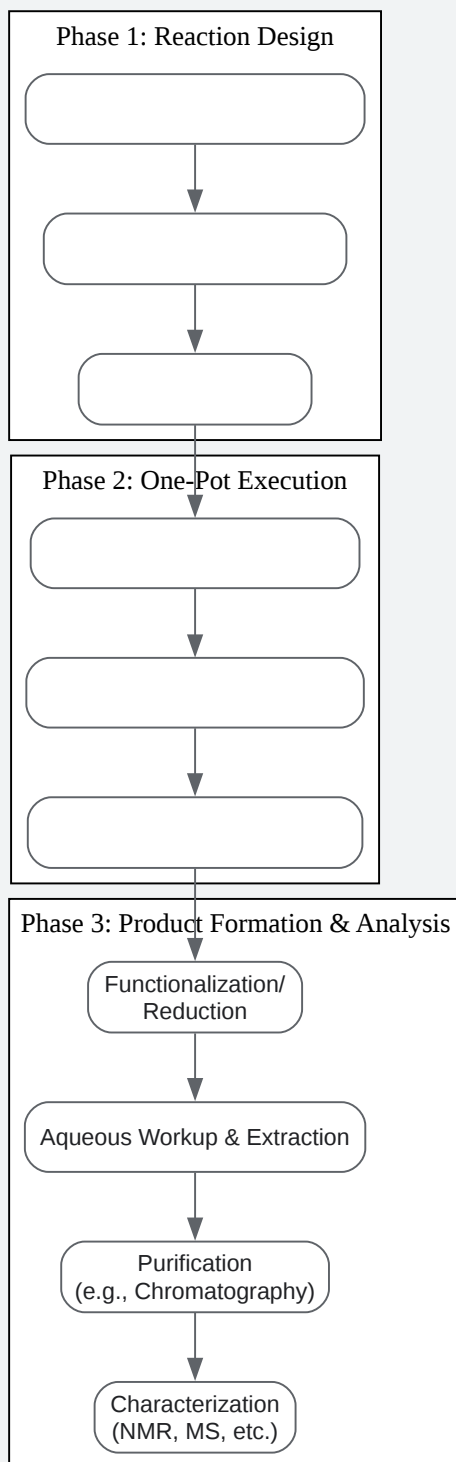 Phase 1: Reaction Design
Phase 2: One-Pot Execution
Phase 3: Product Formation & Analysis
Functionalization/
Reduction
Aqueous Workup & Extraction
Purification
(e.g., Chromatography)
Characterization
(NMR, MS, etc.)